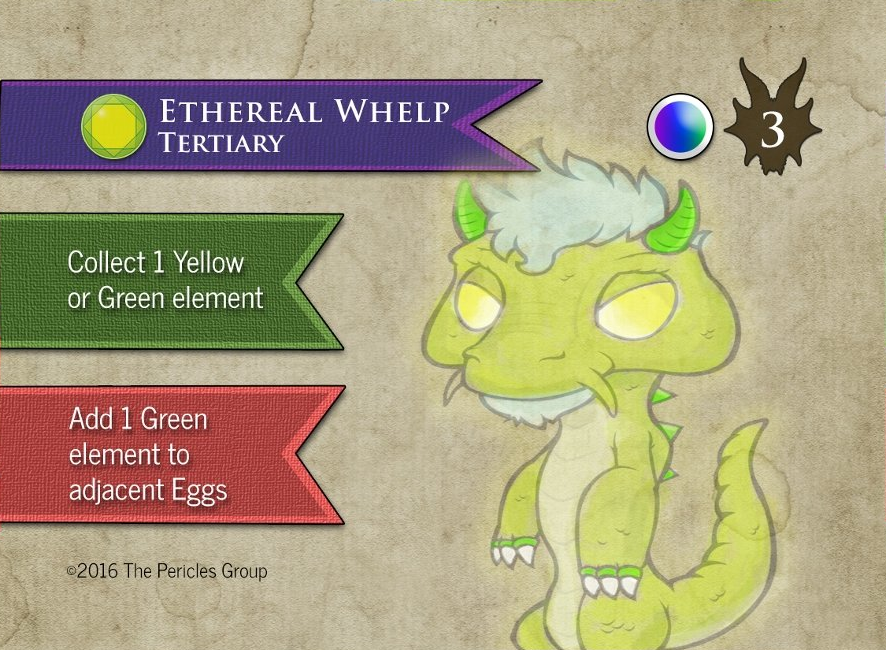 Ethereal Whelp
Tertiary
3
Collect 1 Yellow
or Green element
Add 1 Green
element to
adjacent Eggs
©2016 The Pericles Group